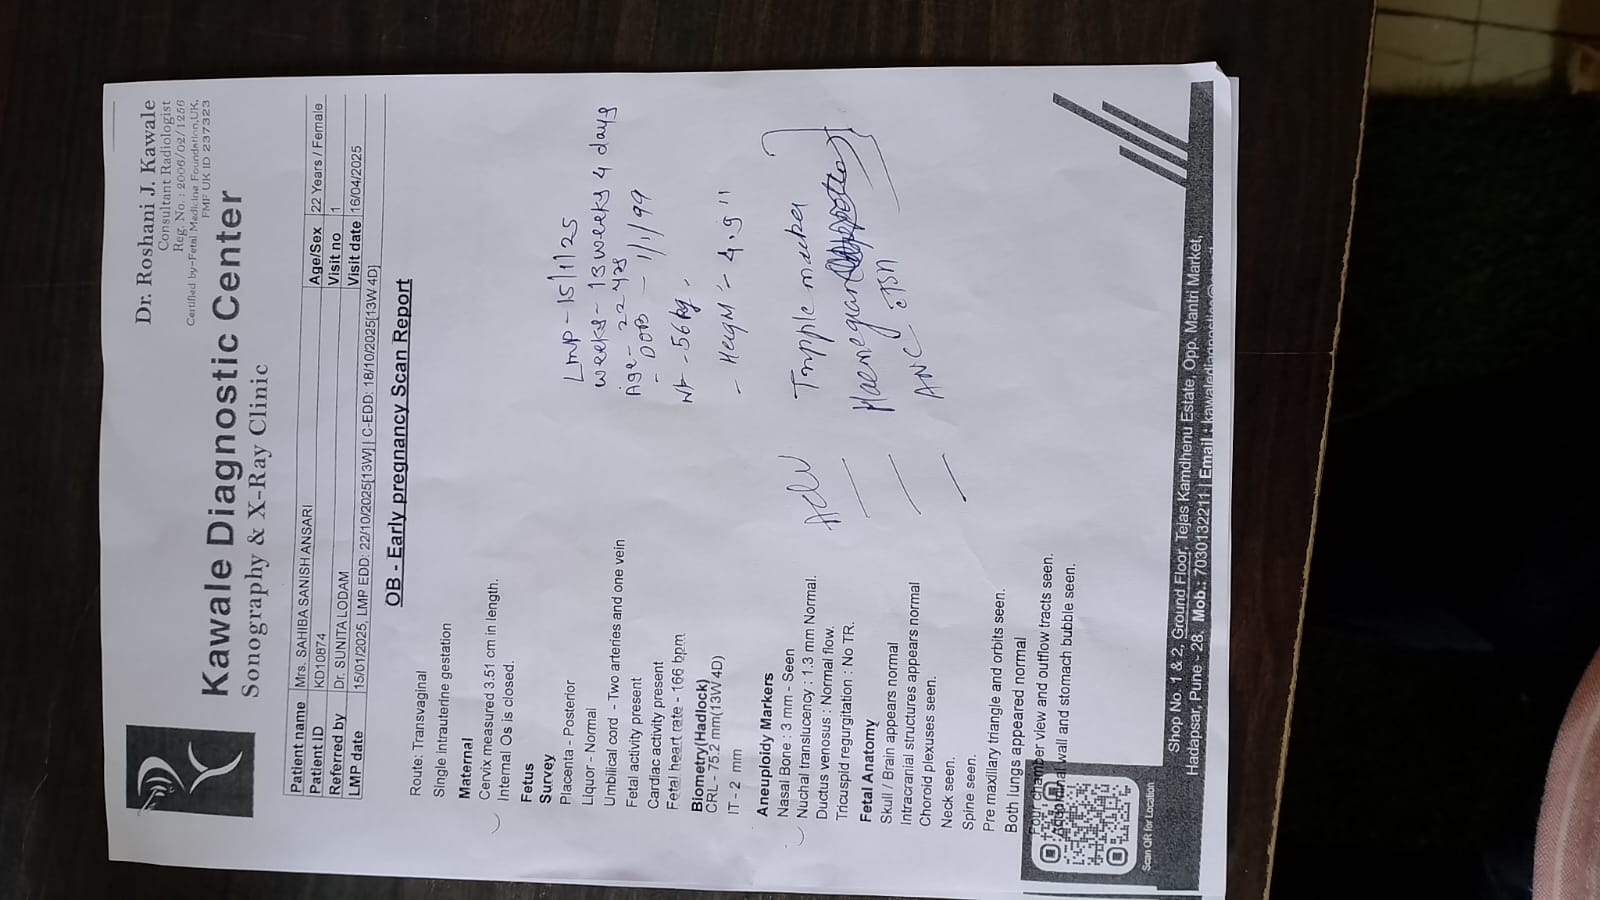 Dr. Roshani J. Kawale
Consultant Radiologist
Reg. No.: 2006/02/1256
Certified by-Fetal Medicine Foundation,UK,
FMF UK ID 237323
Kawale Diagnostic Center
Sonography & X-Ray Clinic
Patient name Mrs. SAHIBA SANISH ANSARI Age/Sex 22 Years / Female
Patient ID KD10874 Visit no 1
Referred by Dr. SUNITA LODAM Visit date 16/04/2025
LMP date 15/01/2025, LMP EDD: 22/10/2025[13W] | C-EDD: 18/10/2025[13W 4D]
OB - Early pregnancy Scan Report
Route: Transvaginal
Single intrauterine gestation
Maternal
Cervix measured 3.51 cm in length.
Internal Os is closed.
Fetus
Survey
Placenta - Posterior
Liquor - Normal
Umbilical cord - Two arteries and one vein
Fetal activity present
Cardiac activity present
Fetal heart rate - 166 bpm
Biometry(Hadlock)
CRL - 75.2 mm(13W 4D)
IT - 2 mm
Aneuploidy Markers
Nasal Bone : 3 mm - Seen
Nuchal translucency : 1.3 mm Normal.
Ductus venosus : Normal flow.
Tricuspid regurgitation : No TR.
Fetal Anatomy
Skull / Brain appears normal
Intracranial structures appears normal
Choroid plexuses seen.
Neck seen.
Spine seen.
Pre maxillary triangle and orbits seen.
Both lungs appeared normal
Four chamber view and outflow tracts seen.
Abdominal wall and stomach bubble seen.
LMP - 15/1/25
weeks - 13 weeks 4 days
Age - 22 yrs
- DOB - 1/1/99
Wt - 56 kg.
- Height - 4.9"
ANC
Scan QR for Location
Shop No. 1 & 2, Ground Floor, Tejas Kamdhenu Estate, Opp. Mantri Market,
Hadapsar, Pune - 28. Mob.: 7030132211 | Email :